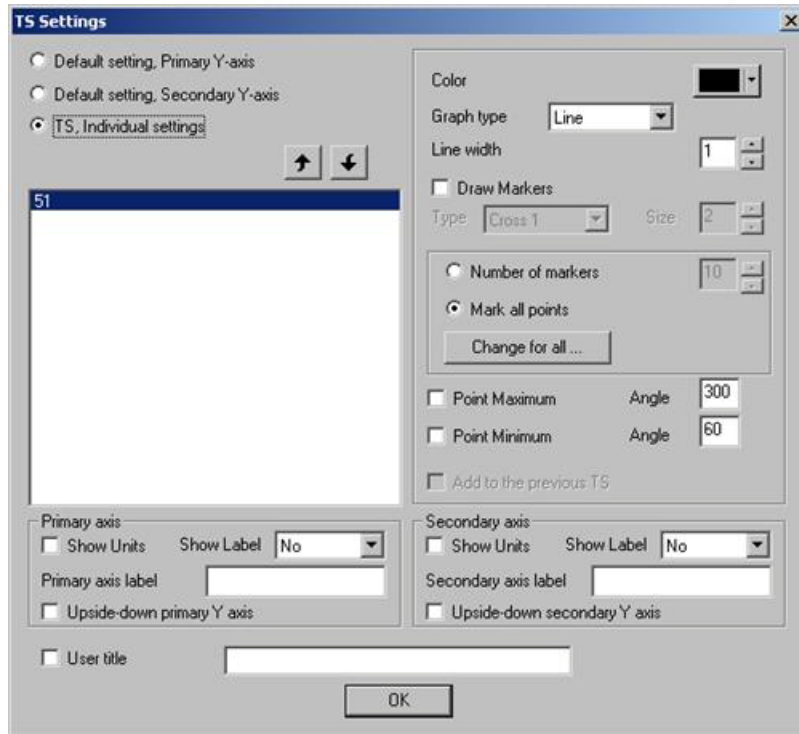 TS Settings
Default setting, Primary Y-axis
Default setting, Secondary Y-axis
TS, Individual settings
51
Color
Graph type Line
Line width 1
Draw Markers
Type Cross 1 Size 2
Number of markers 10
Mark all points
Change for all ...
Point Maximum Angle 300
Point Minimum Angle 60
Add to the previous TS
Primary axis
Show Units Show Label No
Primary axis label
Upside-down primary Y axis
Secondary axis
Show Units Show Label No
Secondary axis label
Upside-down secondary Y axis
User title
OK